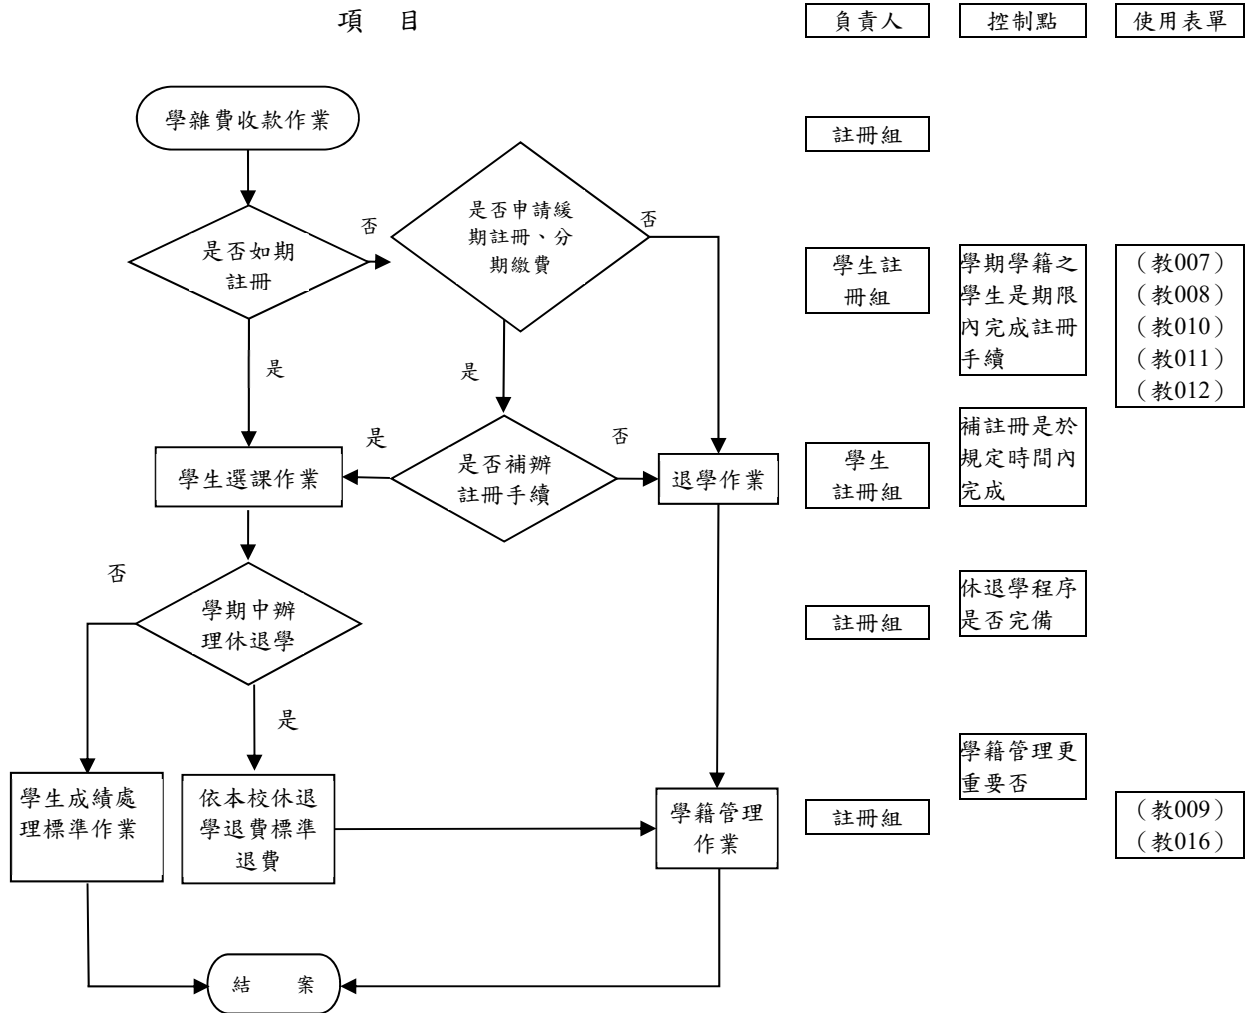 項 目
負責人
控制點
使用表單
學雜費收款作業
註冊組
是否如期
註冊
否
是否申請緩
期註冊、分
期繳費
否
學生註
冊組
學期學籍之
學生是期限
內完成註冊
手續
（教007）
（教008）
（教010）
（教011）
（教012）
是
是
學生選課作業
是
是否補辦
註冊手續
否
退學作業
學生
註冊組
補註冊是於
規定時間內
完成
否
學期中辦
理休退學
註冊組
休退學程序
是否完備
是
學生成績處
理標準作業
依本校休退
學退費標準
退費
學籍管理
作業
註冊組
學籍管理更
重要否
（教009）
（教016）
結 案